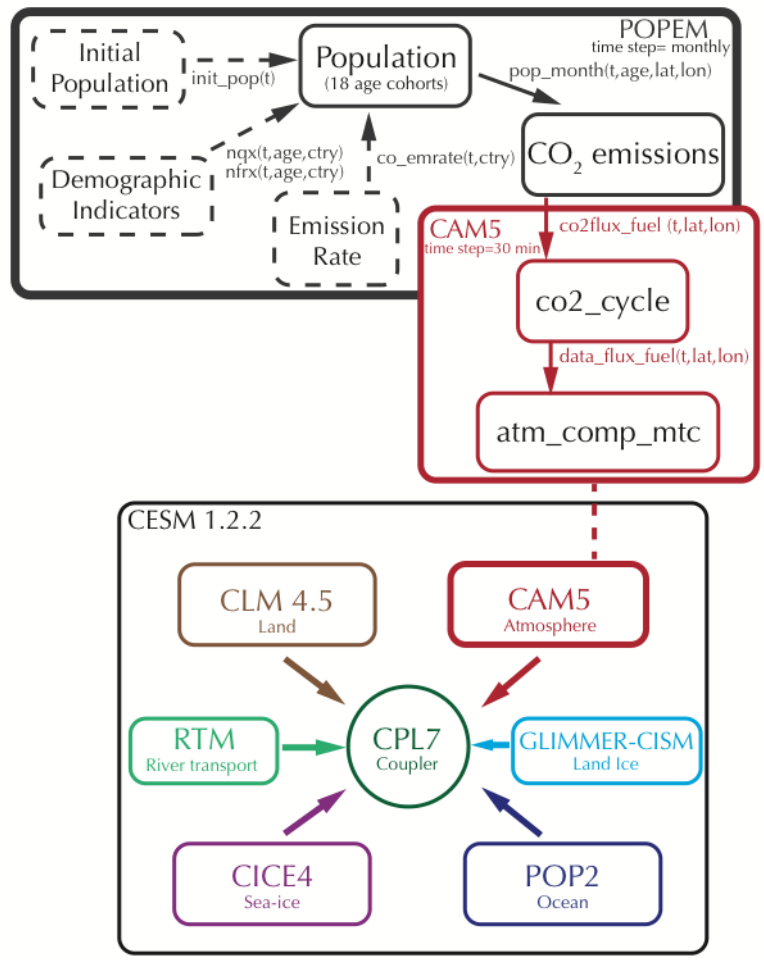 POPEM
time step= monthly
Initial
Population
init_pop(t)
Population
(18 age cohorts)
pop_month(t,age,lat,lon)
nqx(t,age,ctry)
nfrx(t,age,ctry)
co_emrate(t,ctry)
CO2 emissions
Demographic
Indicators
Emission
Rate
CAM5
time step=30 min
co2flux_fuel (t,lat,lon)
co2_cycle
data_flux_fuel(t,lat,lon)
atm_comp_mtc
CESM 1.2.2
CLM 4.5
Land
CAM5
Atmosphere
RTM
River transport
CPL7
Coupler
GLIMMER-CISM
Land Ice
CICE4
Sea-ice
POP2
Ocean